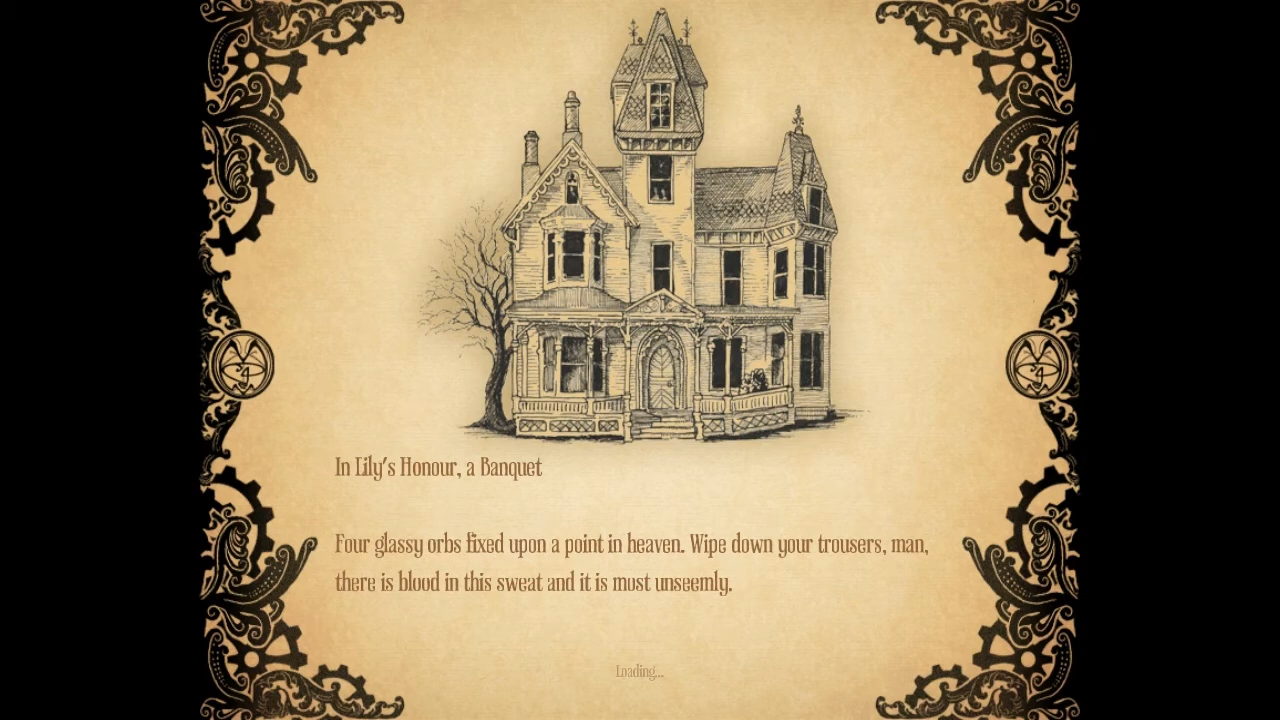 In Lily's Honour, a Banquet
Four glassy orbs fixed upon a point in heaven. Wipe down your trousers, man,
there is blood in this sweat and it is most unseemly.
Loading...